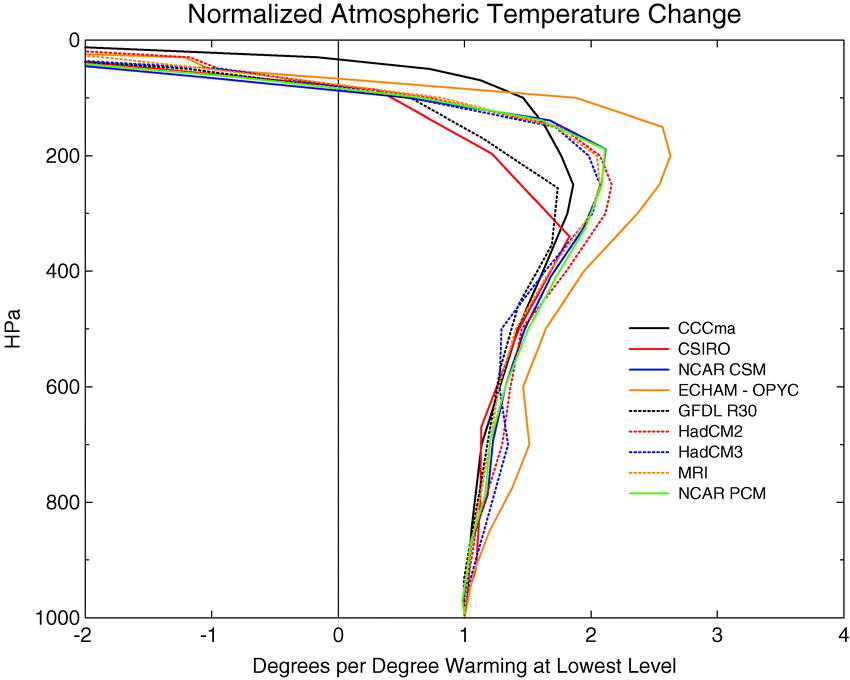 Normalized Atmospheric Temperature Change
0
200
400
600
800
1000
HPa
CCCma
CSIRO
NCAR CSM
ECHAM - OPYC
GFDL R30
HadCM2
HadCM3
MRI
NCAR PCM
-2 -1 0 1 2 3 4
Degrees per Degree Warming at Lowest Level